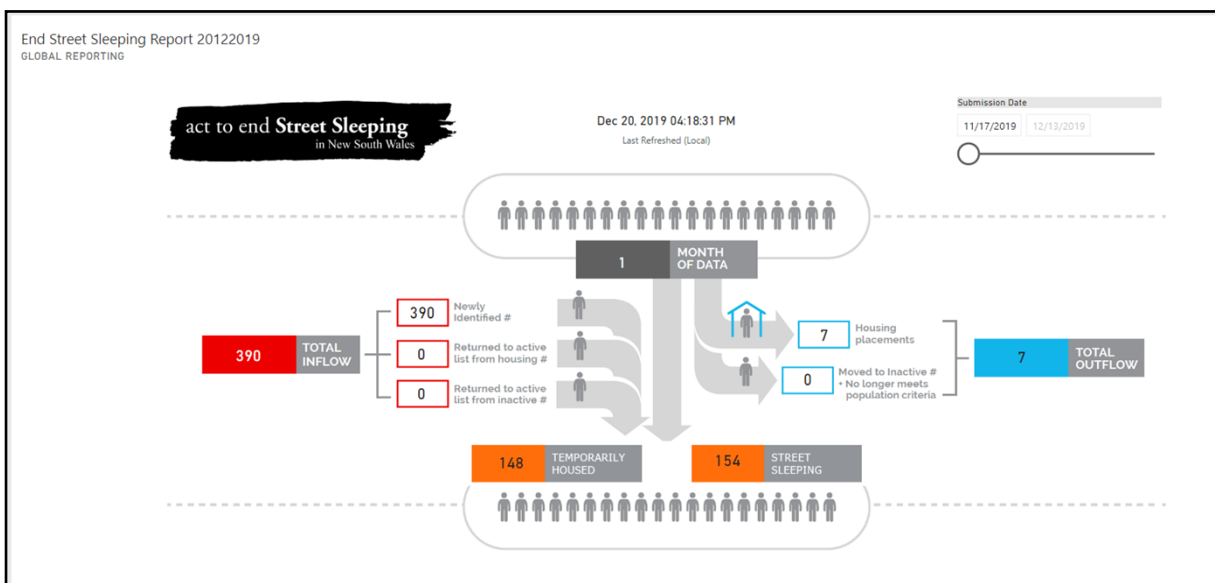 End Street Sleeping Report 20122019
GLOBAL REPORTING
act to end Street Sleeping
in New South Wales
Dec 20, 2019 04:18:31 PM
Last Refreshed (Local)
Submission Date
11/17/2019 12/13/2019
1 MONTH
OF DATA
390 Newly
Identified #
390 TOTAL
INFLOW
0 Returned to active
list from housing #
0 Returned to active
list from inactive #
7 Housing
placements
0 Moved to Inactive #
+ No longer meets
population criteria
7 TOTAL
OUTFLOW
148 TEMPORARILY
HOUSED
154 STREET
SLEEPING